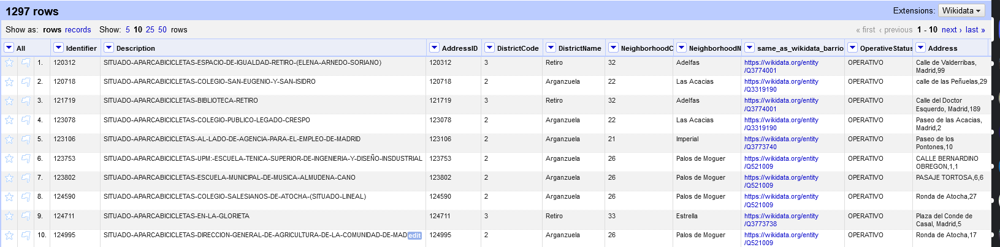 1297 rows
Extensions: Wikidata
Show as: rows records Show: 5 10 25 50 rows
« first ‹ previous 1 - 10 next › last »
All Identifier Description AddressID DistrictCode DistrictName NeighborhoodC NeighborhoodN same_as_wikidata_barrio OperativeStatus Address
1. 120312 SITUADO-APARCABICICLETAS-ESPACIO-DE-IGUALDAD-RETIRO-(ELENA-ARNEDO-SORIANO) 120312 3 Retiro 32 Adelfas https://wikidata.org/entity OPERATIVO Calle de Valderribas,
/Q3774001 Madrid,99
2. 120718 SITUADO-APARCABICICLETAS-COLEGIO-SAN-EUGENIO-Y-SAN-ISIDRO 120718 2 Arganzuela 22 Las Acacias https://wikidata.org/entity OPERATIVO calle de las Peñuelas,29
/Q3319190
3. 121719 SITUADO-APARCABICICLETAS-BIBLIOTECA-RETIRO 121719 3 Retiro 32 Adelfas https://wikidata.org/entity OPERATIVO Calle del Doctor
/Q3774001 Esquerdo, Madrid,189
4. 123078 SITUADO-APARCABICICLETAS-COLEGIO-PUBLICO-LEGADO-CRESPO 123078 2 Arganzuela 22 Las Acacias https://wikidata.org/entity OPERATIVO Paseo de las Acacias,
/Q3319190 Madrid,2
5. 123106 SITUADO-APARCABICICLETAS-AL-LADO-DE-AGENCIA-PARA-EL-EMPLEO-DE-MADRID 123106 2 Arganzuela 21 Imperial https://wikidata.org/entity OPERATIVO Paseo de los
/Q3773740 Pontones,10
6. 123753 SITUADO-APARCABICICLETAS-UPM:-ESCUELA-TENICA-SUPERIOR-DE-INGENIERIA-Y-DISEÑO-INSDUSTRIAL 123753 2 Arganzuela 26 Palos de Moguer https://wikidata.org/entity OPERATIVO CALLE BERNARDINO
/Q521009 OBREGON,1,1
7. 123802 SITUADO-APARCABICICLETAS-ESCUELA-MUNICIPAL-DE-MUSICA-ALMUDENA-CANO 123802 2 Arganzuela 26 Palos de Moguer https://wikidata.org/entity OPERATIVO PASAJE TORTOSA,6,6
/Q521009
8. 124590 SITUADO-APARCABICICLETAS-COLEGIO-SALESIANOS-DE-ATOCHA-(SITUADO-LINEAL) 124590 2 Arganzuela 26 Palos de Moguer https://wikidata.org/entity OPERATIVO Ronda de Atocha,27
/Q521009
9. 124711 SITUADO-APARCABICICLETAS-EN-LA-GLORIETA 124711 3 Retiro 33 Estrella https://wikidata.org/entity OPERATIVO Plaza del Conde de
/Q3773738 Casal, Madrid,5
10. 124995 SITUADO-APARCABICICLETAS-DIRECCION-GENERAL-DE-AGRICULTURA-DE-LA-COMUNIDAD-DE-MAD edit 124995 2 Arganzuela 26 Palos de Moguer https://wikidata.org/entity OPERATIVO Ronda de Atocha,17
/Q521009